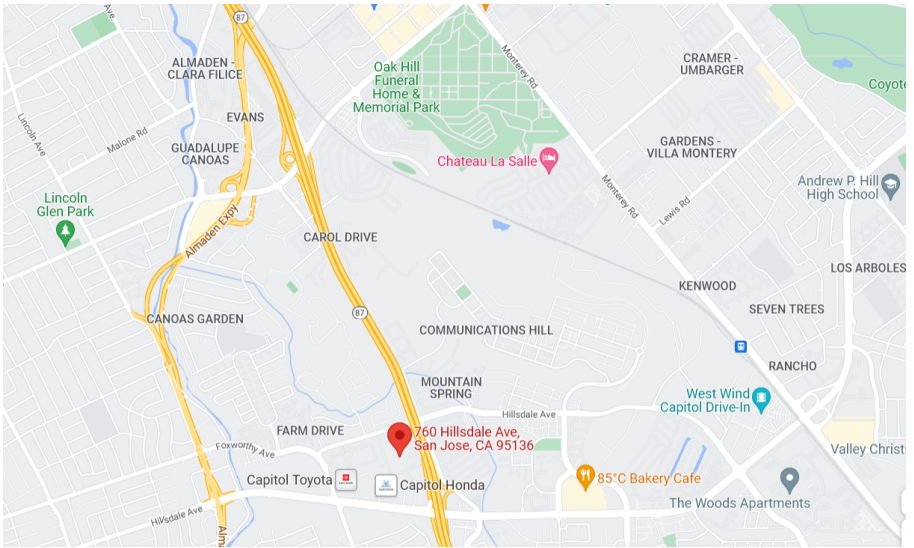 87
Ave
ALMADEN -
CLARA FILICE
Oak Hill
Funeral
Home &
Memorial Park
Monterey Rd
CRAMER -
UMBARGER
Coyote
EVANS
Lincoln Ave
Malone Rd
GUADALUPE
CANOAS
Chateau La Salle
GARDENS -
VILLA MONTERY
Andrew P. Hill
High School
Monterey Rd
Lewis Rd
Lincoln
Glen Park
Almaden Expy
CAROL DRIVE
LOS ARBOLES
KENWOOD
SEVEN TREES
87
CANOAS GARDEN
COMMUNICATIONS HILL
RANCHO
MOUNTAIN
SPRING
West Wind
Capitol Drive-In
Hillsdale Ave
FARM DRIVE
760 Hillsdale Ave,
San Jose, CA 95136
Foxworthy Ave
Valley Christi
Capitol Toyota
Capitol Honda
85°C Bakery Cafe
The Woods Apartments
Hillsdale Ave
Alma